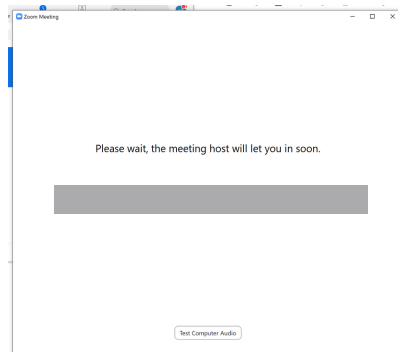 Zoom Meeting
Please wait, the meeting host will let you in soon.
Test Computer Audio